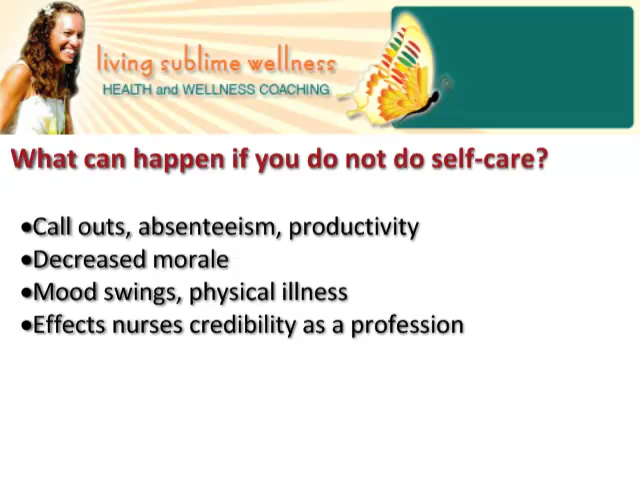 living sublime wellness
HEALTH and WELLNESS COACHING
What can happen if you do not do self-care?
•Call outs, absenteeism, productivity
•Decreased morale
•Mood swings, physical illness
•Effects nurses credibility as a profession